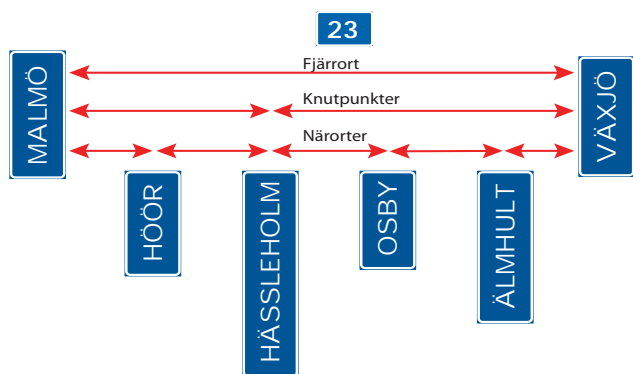 23
Fjärrort
MALMÖ
VÄXJÖ
Knutpunkter
Närorter
HÖÖR
HÄSSLEHOLM
OSBY
ÄLMHULT